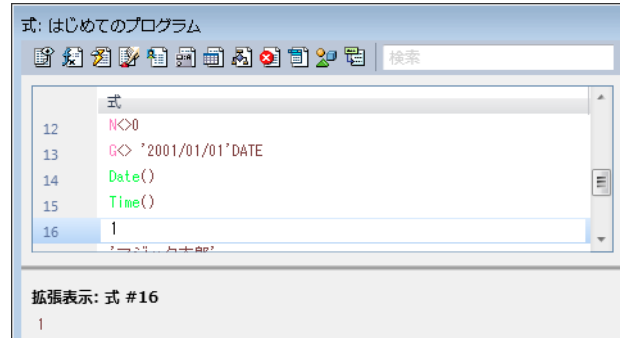 式: はじめてのプログラム
検索
式
12 N<>0
13 G<> '2001/01/01'DATE
14 Date()
15 Time()
16 1
拡張表示: 式 #16
1